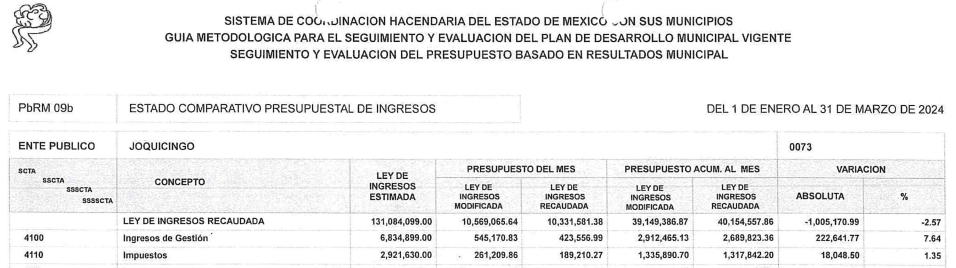 SISTEMA DE COORDINACION HACENDARIA DEL ESTADO DE MEXICO CON SUS MUNICIPIOS
GUIA METODOLOGICA PARA EL SEGUIMIENTO Y EVALUACION DEL PLAN DE DESARROLLO MUNICIPAL VIGENTE
SEGUIMIENTO Y EVALUACION DEL PRESUPUESTO BASADO EN RESULTADOS MUNICIPAL
PbRM 09b ESTADO COMPARATIVO PRESUPUESTAL DE INGRESOS DEL 1 DE ENERO AL 31 DE MARZO DE 2024
ENTE PUBLICO JOQUICINGO 0073
SCTA
SSCTA
SSSCTA
SSSSCTA
CONCEPTO
LEY DE
INGRESOS
ESTIMADA
PRESUPUESTO DEL MES
LEY DE
INGRESOS
MODIFICADA
LEY DE
INGRESOS
RECAUDADA
PRESUPUESTO ACUM. AL MES
LEY DE
INGRESOS
MODIFICADA
LEY DE
INGRESOS
RECAUDADA
VARIACION
ABSOLUTA %
LEY DE INGRESOS RECAUDADA 131,084,099.00 10,569,065.64 10,331,581.38 39,149,386.87 40,154,557.86 -1,005,170.99 -2.57
4100 Ingresos de Gestión 6,834,899.00 545,170.83 423,556.99 2,912,465.13 2,689,823.36 222,641.77 7.64
4110 Impuestos 2,921,630.00 261,209.86 189,210.27 1,335,890.70 1,317,842.20 18,048.50 1.35